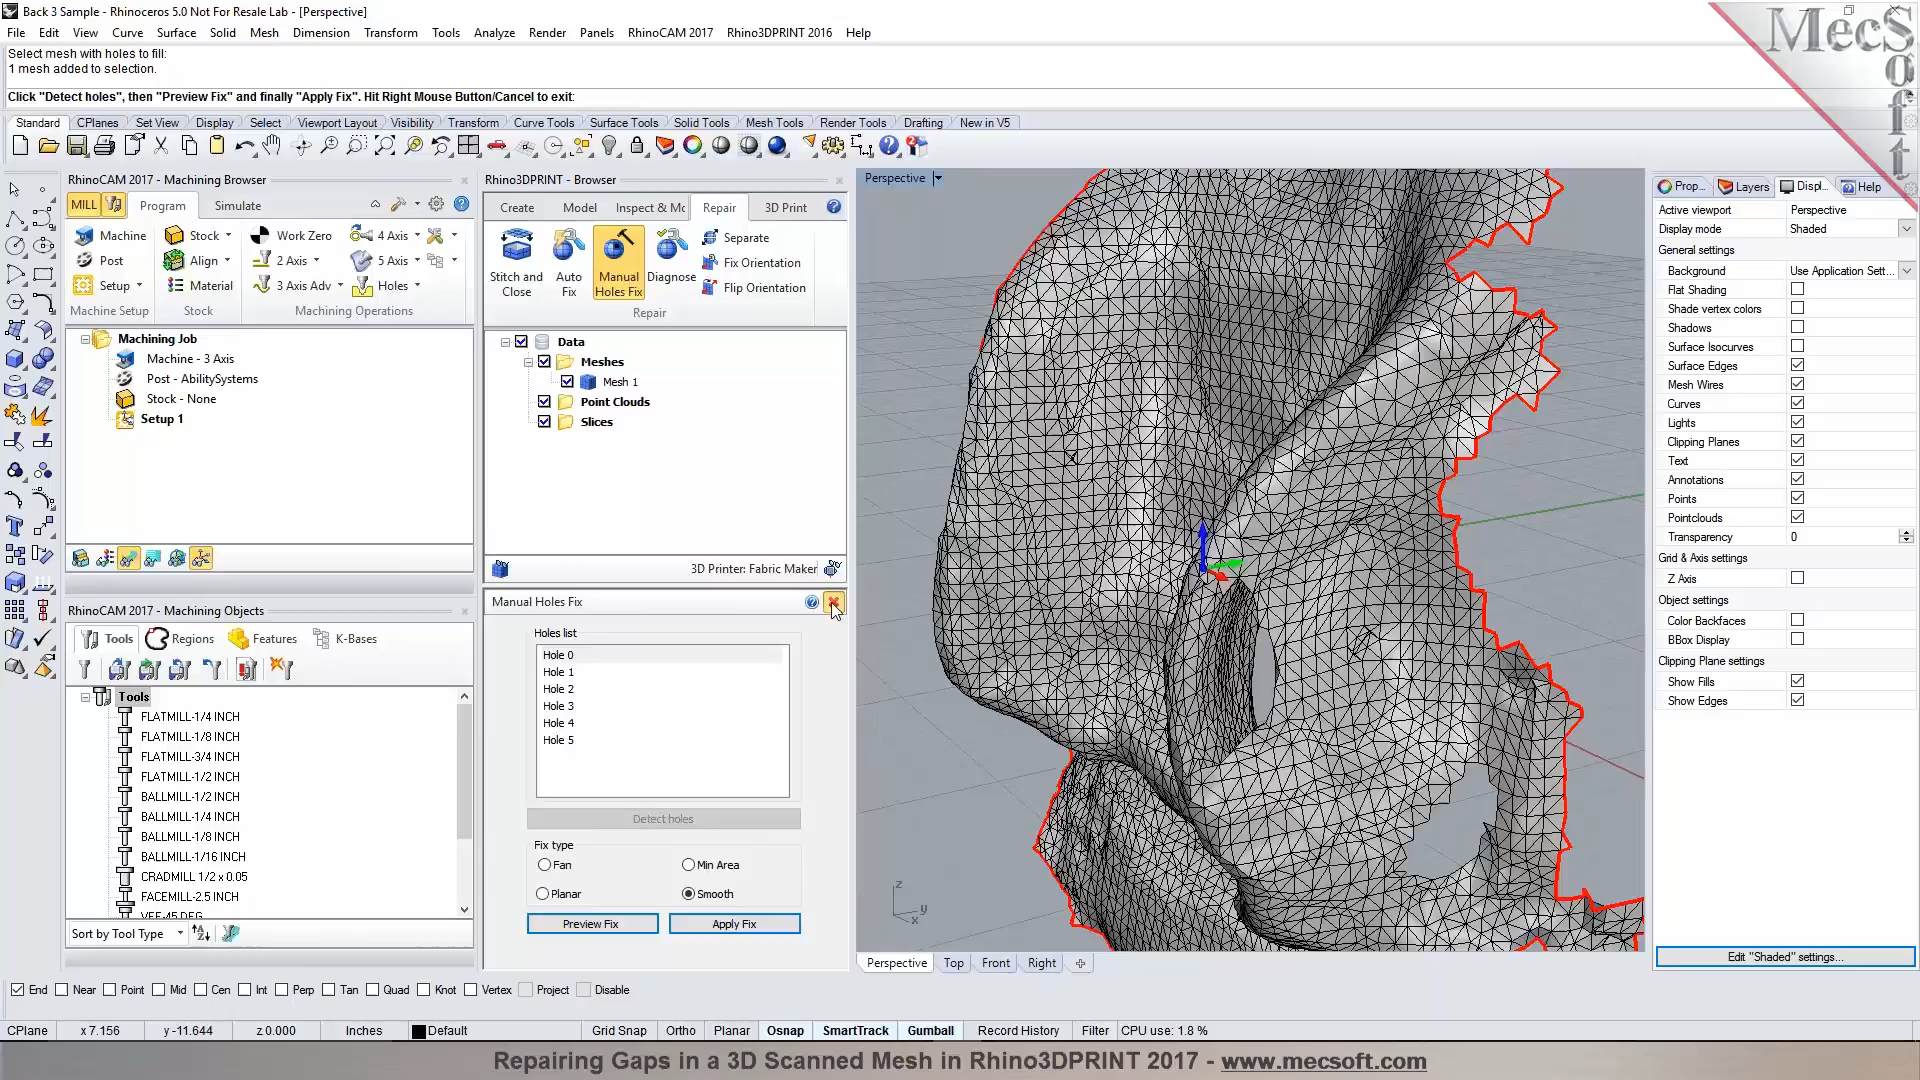 Back 3 Sample - Rhinoceros 5.0 Not For Resale Lab - [Perspective]
File Edit View Curve Surface Solid Mesh Dimension Transform Tools Analyze Render Panels RhinoCAM 2017 Rhino3DPRINT 2016 Help
Select mesh with holes to fill:
1 mesh added to selection.
Click "Detect holes", then "Preview Fix" and finally "Apply Fix". Hit Right Mouse Button/Cancel to exit:
Standard CPlanes Set View Display Select Viewport Layout Visibility Transform Curve Tools Surface Tools Solid Tools Mesh Tools Render Tools Drafting New in V5
MecSoft
RhinoCAM 2017 - Machining Browser
MILL Program Simulate
Machine Stock Work Zero 4 Axis
Post Align 2 Axis 5 Axis
Setup Material 3 Axis Adv Holes
Machine Setup Stock Machining Operations
Machining Job
Machine - 3 Axis
Post - AbilitySystems
Stock - None
Setup 1
RhinoCAM 2017 - Machining Objects
Tools Regions Features K-Bases
Tools
FLATMILL-1/4 INCH
FLATMILL-1/8 INCH
FLATMILL-3/4 INCH
FLATMILL-1/2 INCH
BALLMILL-1/2 INCH
BALLMILL-1/4 INCH
BALLMILL-1/8 INCH
BALLMILL-1/16 INCH
CRADMILL 1/2 x 0.05
FACEMILL-2.5 INCH
VEE-45 DEG
Sort by Tool Type
Rhino3DPRINT - Browser
Create Model Inspect & Mc Repair 3D Print
Stitch and Close
Auto Fix
Manual Holes Fix
Diagnose
Separate
Fix Orientation
Flip Orientation
Repair
Data
Meshes
Mesh 1
Point Clouds
Slices
3D Printer: Fabric Maker
Manual Holes Fix
Holes list
Hole 0
Hole 1
Hole 2
Hole 3
Hole 4
Hole 5
Detect holes
Fix type
Fan Min Area
Planar Smooth
Preview Fix Apply Fix
Perspective
z
y
x
Perspective Top Front Right
Prop... Layers Displ... Help
Active viewport Perspective
Display mode Shaded
General settings
Background Use Application Sett...
Flat Shading
Shade vertex colors
Shadows
Surface Isocurves
Surface Edges
Mesh Wires
Curves
Lights
Clipping Planes
Text
Annotations
Points
Pointclouds
Transparency 0
Grid & Axis settings
Z Axis
Object settings
Color Backfaces
BBox Display
Clipping Plane settings
Show Fills
Show Edges
Edit "Shaded" settings...
End Near Point Mid Cen Int Perp Tan Quad Knot Vertex Project Disable
CPlane x 7.156 y -11.644 z 0.000 Inches Default Grid Snap Ortho Planar Osnap SmartTrack Gumball Record History Filter CPU use: 1.8 %
Repairing Gaps in a 3D Scanned Mesh in Rhino3DPRINT 2017 - www.mecsoft.com